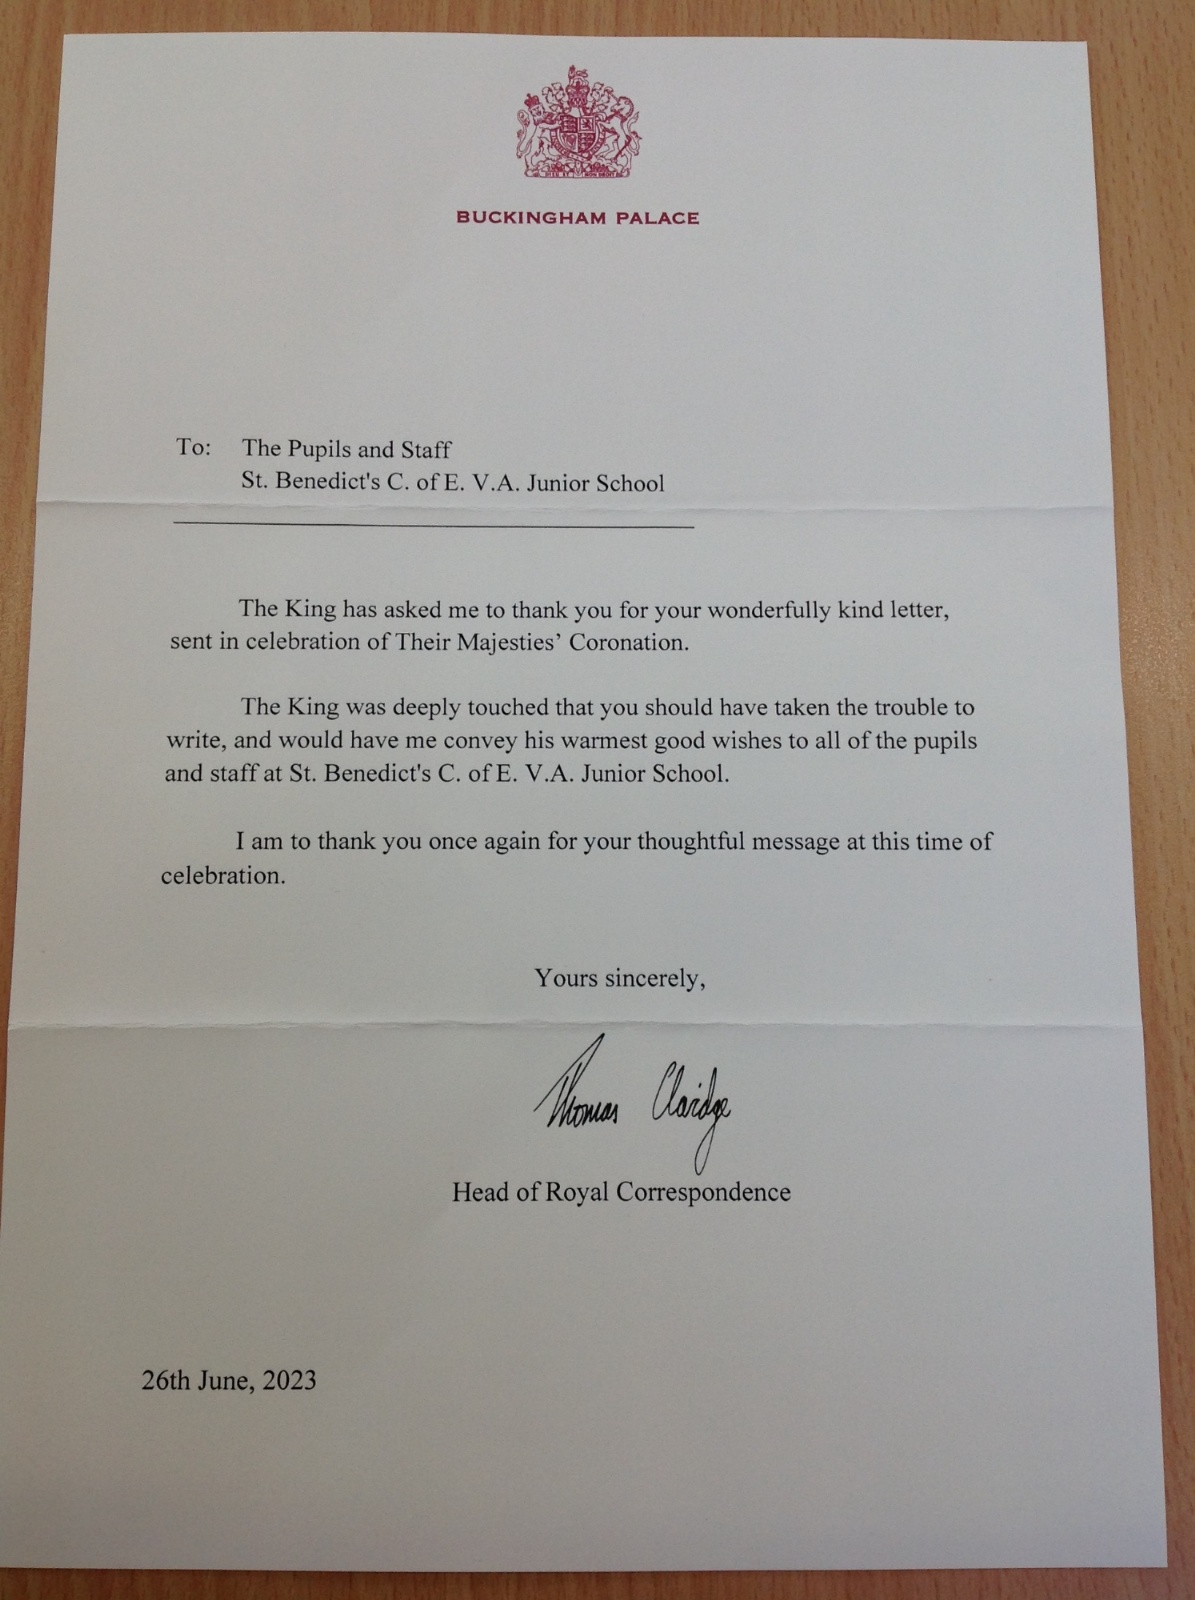 BUCKINGHAM PALACE
To: The Pupils and Staff
St. Benedict's C. of E. V.A. Junior School
The King has asked me to thank you for your wonderfully kind letter,
sent in celebration of Their Majesties’ Coronation.
The King was deeply touched that you should have taken the trouble to
write, and would have me convey his warmest good wishes to all of the pupils
and staff at St. Benedict's C. of E. V.A. Junior School.
I am to thank you once again for your thoughtful message at this time of
celebration.
Yours sincerely,
Thomas Claridge
Head of Royal Correspondence
26th June, 2023